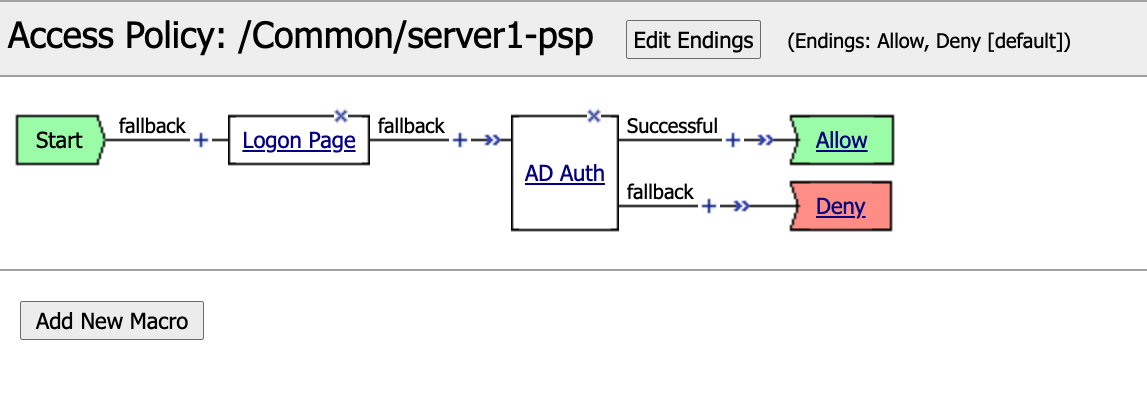 Access Policy: /Common/server1-psp Edit Endings (Endings: Allow, Deny [default])
Start fallback + Logon Page fallback + AD Auth Successful + Allow
fallback + Deny
Add New Macro